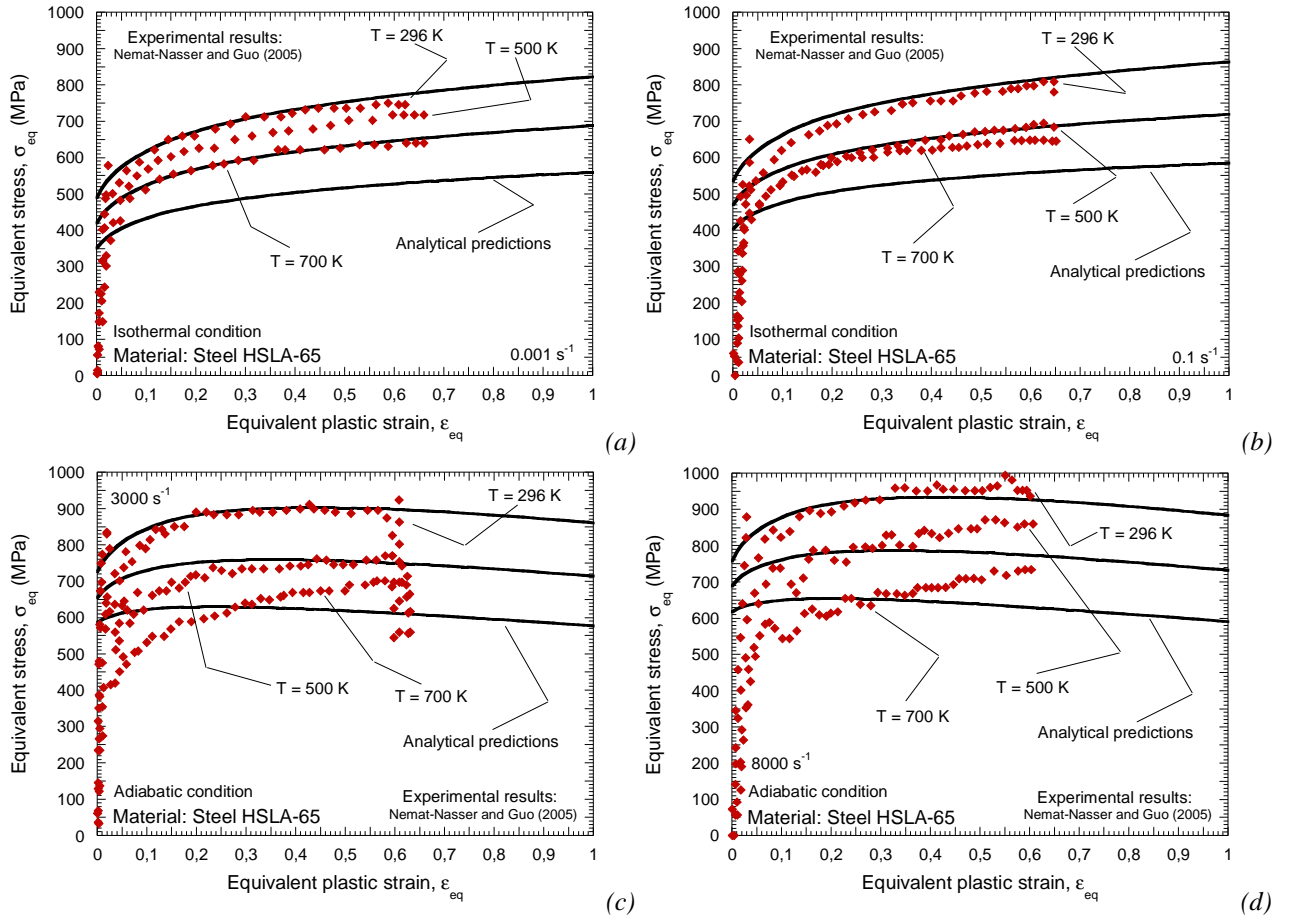 1000
900
800
700
600
500
400
300
200
100
0
Equivalent stress, σeq (MPa)
Experimental results:
Nemat-Nasser and Guo (2005)
T = 296 K
T = 500 K
T = 700 K
Analytical predictions
Isothermal condition
Material: Steel HSLA-65
0.001 s-1
0 0,1 0,2 0,3 0,4 0,5 0,6 0,7 0,8 0,9 1
Equivalent plastic strain, εeq
(a)
1000
900
800
700
600
500
400
300
200
100
0
Equivalent stress, σeq (MPa)
Experimental results:
Nemat-Nasser and Guo (2005)
T = 296 K
T = 500 K
T = 700 K
Analytical predictions
Isothermal condition
Material: Steel HSLA-65
0.1 s-1
0 0,1 0,2 0,3 0,4 0,5 0,6 0,7 0,8 0,9 1
Equivalent plastic strain, εeq
(b)
1000
900
800
700
600
500
400
300
200
100
0
Equivalent stress, σeq (MPa)
3000 s-1
T = 296 K
T = 500 K
T = 700 K
Analytical predictions
Adiabatic condition
Material: Steel HSLA-65
Experimental results:
Nemat-Nasser and Guo (2005)
0 0,1 0,2 0,3 0,4 0,5 0,6 0,7 0,8 0,9 1
Equivalent plastic strain, εeq
(c)
1000
900
800
700
600
500
400
300
200
100
0
Equivalent stress, σeq (MPa)
T = 296 K
T = 500 K
T = 700 K
Analytical predictions
8000 s-1
Adiabatic condition
Material: Steel HSLA-65
Experimental results:
Nemat-Nasser and Guo (2005)
0 0,1 0,2 0,3 0,4 0,5 0,6 0,7 0,8 0,9 1
Equivalent plastic strain, εeq
(d)